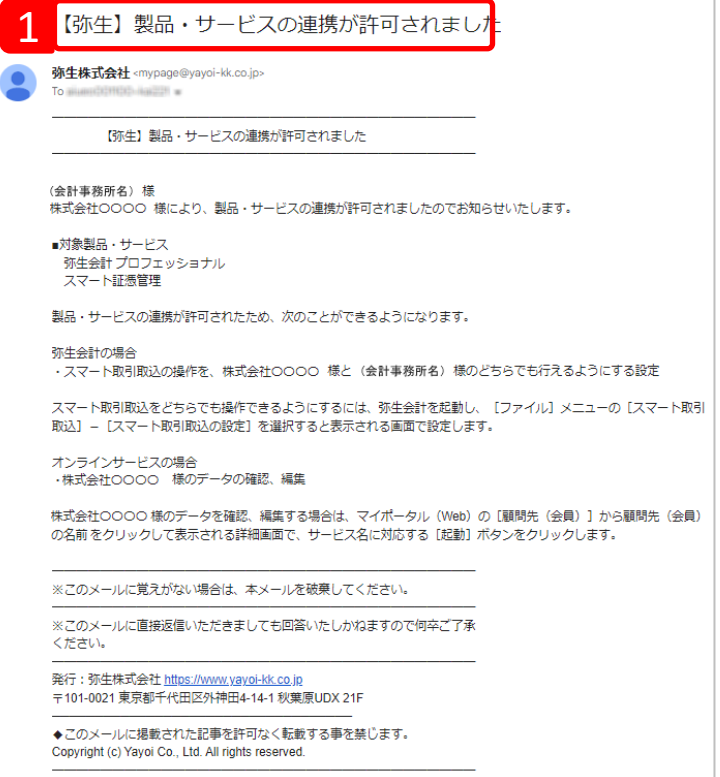 1
【弥生】製品・サービスの連携が許可されました
弥生株式会社 <mypage@yayoi-kk.co.jp>
To
【弥生】製品・サービスの連携が許可されました
(会計事務所名) 様
株式会社〇〇〇〇 様により、製品・サービスの連携が許可されましたのでお知らせいたします。
■対象製品・サービス
弥生会計 プロフェッショナル
スマート証憑管理
製品・サービスの連携が許可されたため、次のことができるようになります。
弥生会計の場合
・スマート取引取込の操作を、株式会社〇〇〇〇 様と (会計事務所名) 様のどちらでも行えるようにする設定
スマート取引取込をどちらでも操作できるようにするには、弥生会計を起動し、［ファイル］メニューの［スマート取引
取込］－［スマート取引取込の設定］を選択すると表示される画面で設定します。
オンラインサービスの場合
・株式会社〇〇〇〇 様のデータの確認、編集
株式会社〇〇〇〇 様のデータを確認、編集する場合は、マイポータル（Web）の［顧問先（会員）］から顧問先（会員）
の名前 をクリックして表示される詳細画面で、サービス名に対応する［起動］ボタンをクリックします。
※このメールに覚えがない場合は、本メールを破棄してください。
※このメールに直接返信いただきましても回答いたしかねますので何卒ご了承
ください。
発行：弥生株式会社 https://www.yayoi-kk.co.jp
〒101-0021 東京都千代田区外神田4-14-1 秋葉原UDX 21F
◆このメールに掲載された記事を許可なく転載する事を禁じます。
Copyright (c) Yayoi Co., Ltd. All rights reserved.